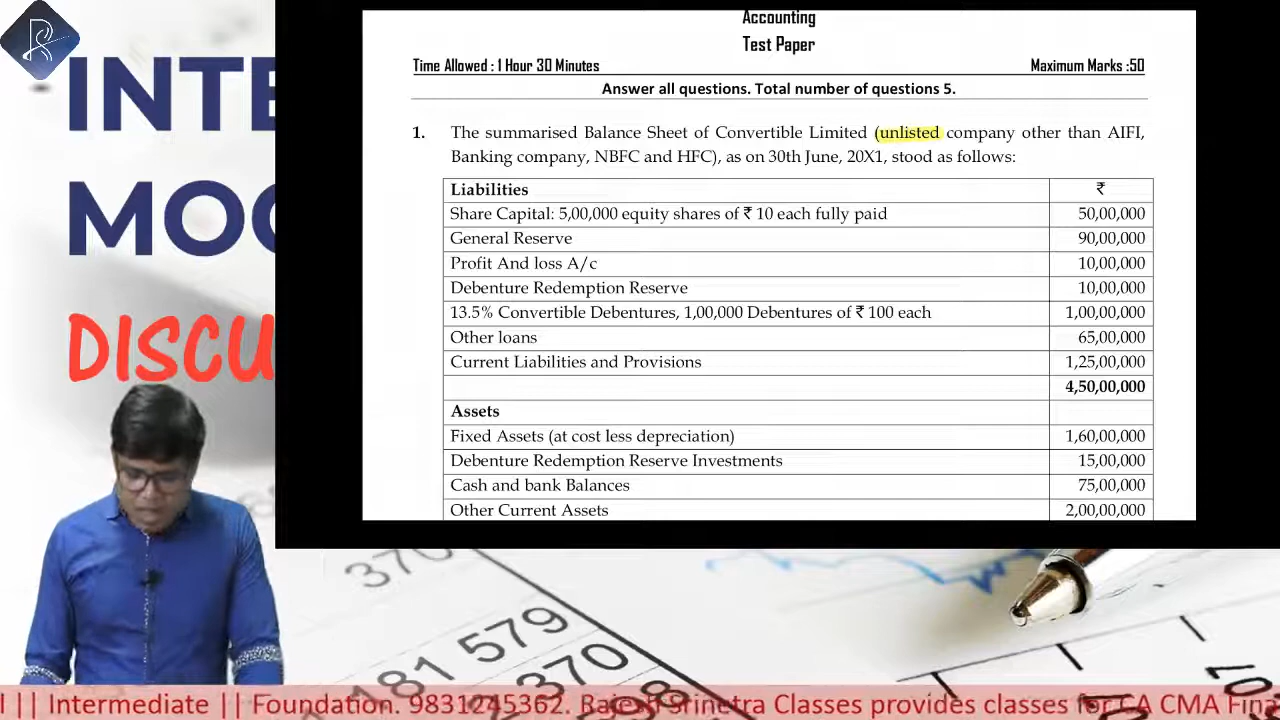 INTE
MOC
DISCU
Accounting
Test Paper
Time Allowed : 1 Hour 30 Minutes Maximum Marks :50
Answer all questions. Total number of questions 5.
1. The summarised Balance Sheet of Convertible Limited (unlisted company other than AIFI,
Banking company, NBFC and HFC), as on 30th June, 20X1, stood as follows:
Liabilities ₹
Share Capital: 5,00,000 equity shares of ₹ 10 each fully paid 50,00,000
General Reserve 90,00,000
Profit And loss A/c 10,00,000
Debenture Redemption Reserve 10,00,000
13.5% Convertible Debentures, 1,00,000 Debentures of ₹ 100 each 1,00,00,000
Other loans 65,00,000
Current Liabilities and Provisions 1,25,00,000
4,50,00,000
Assets
Fixed Assets (at cost less depreciation) 1,60,00,000
Debenture Redemption Reserve Investments 15,00,000
Cash and bank Balances 75,00,000
Other Current Assets 2,00,00,000
370
181 579
370
l || Intermediate || Foundation. 9831245362. Rajesh Srinetra Classes provides classes for CA CMA Fina